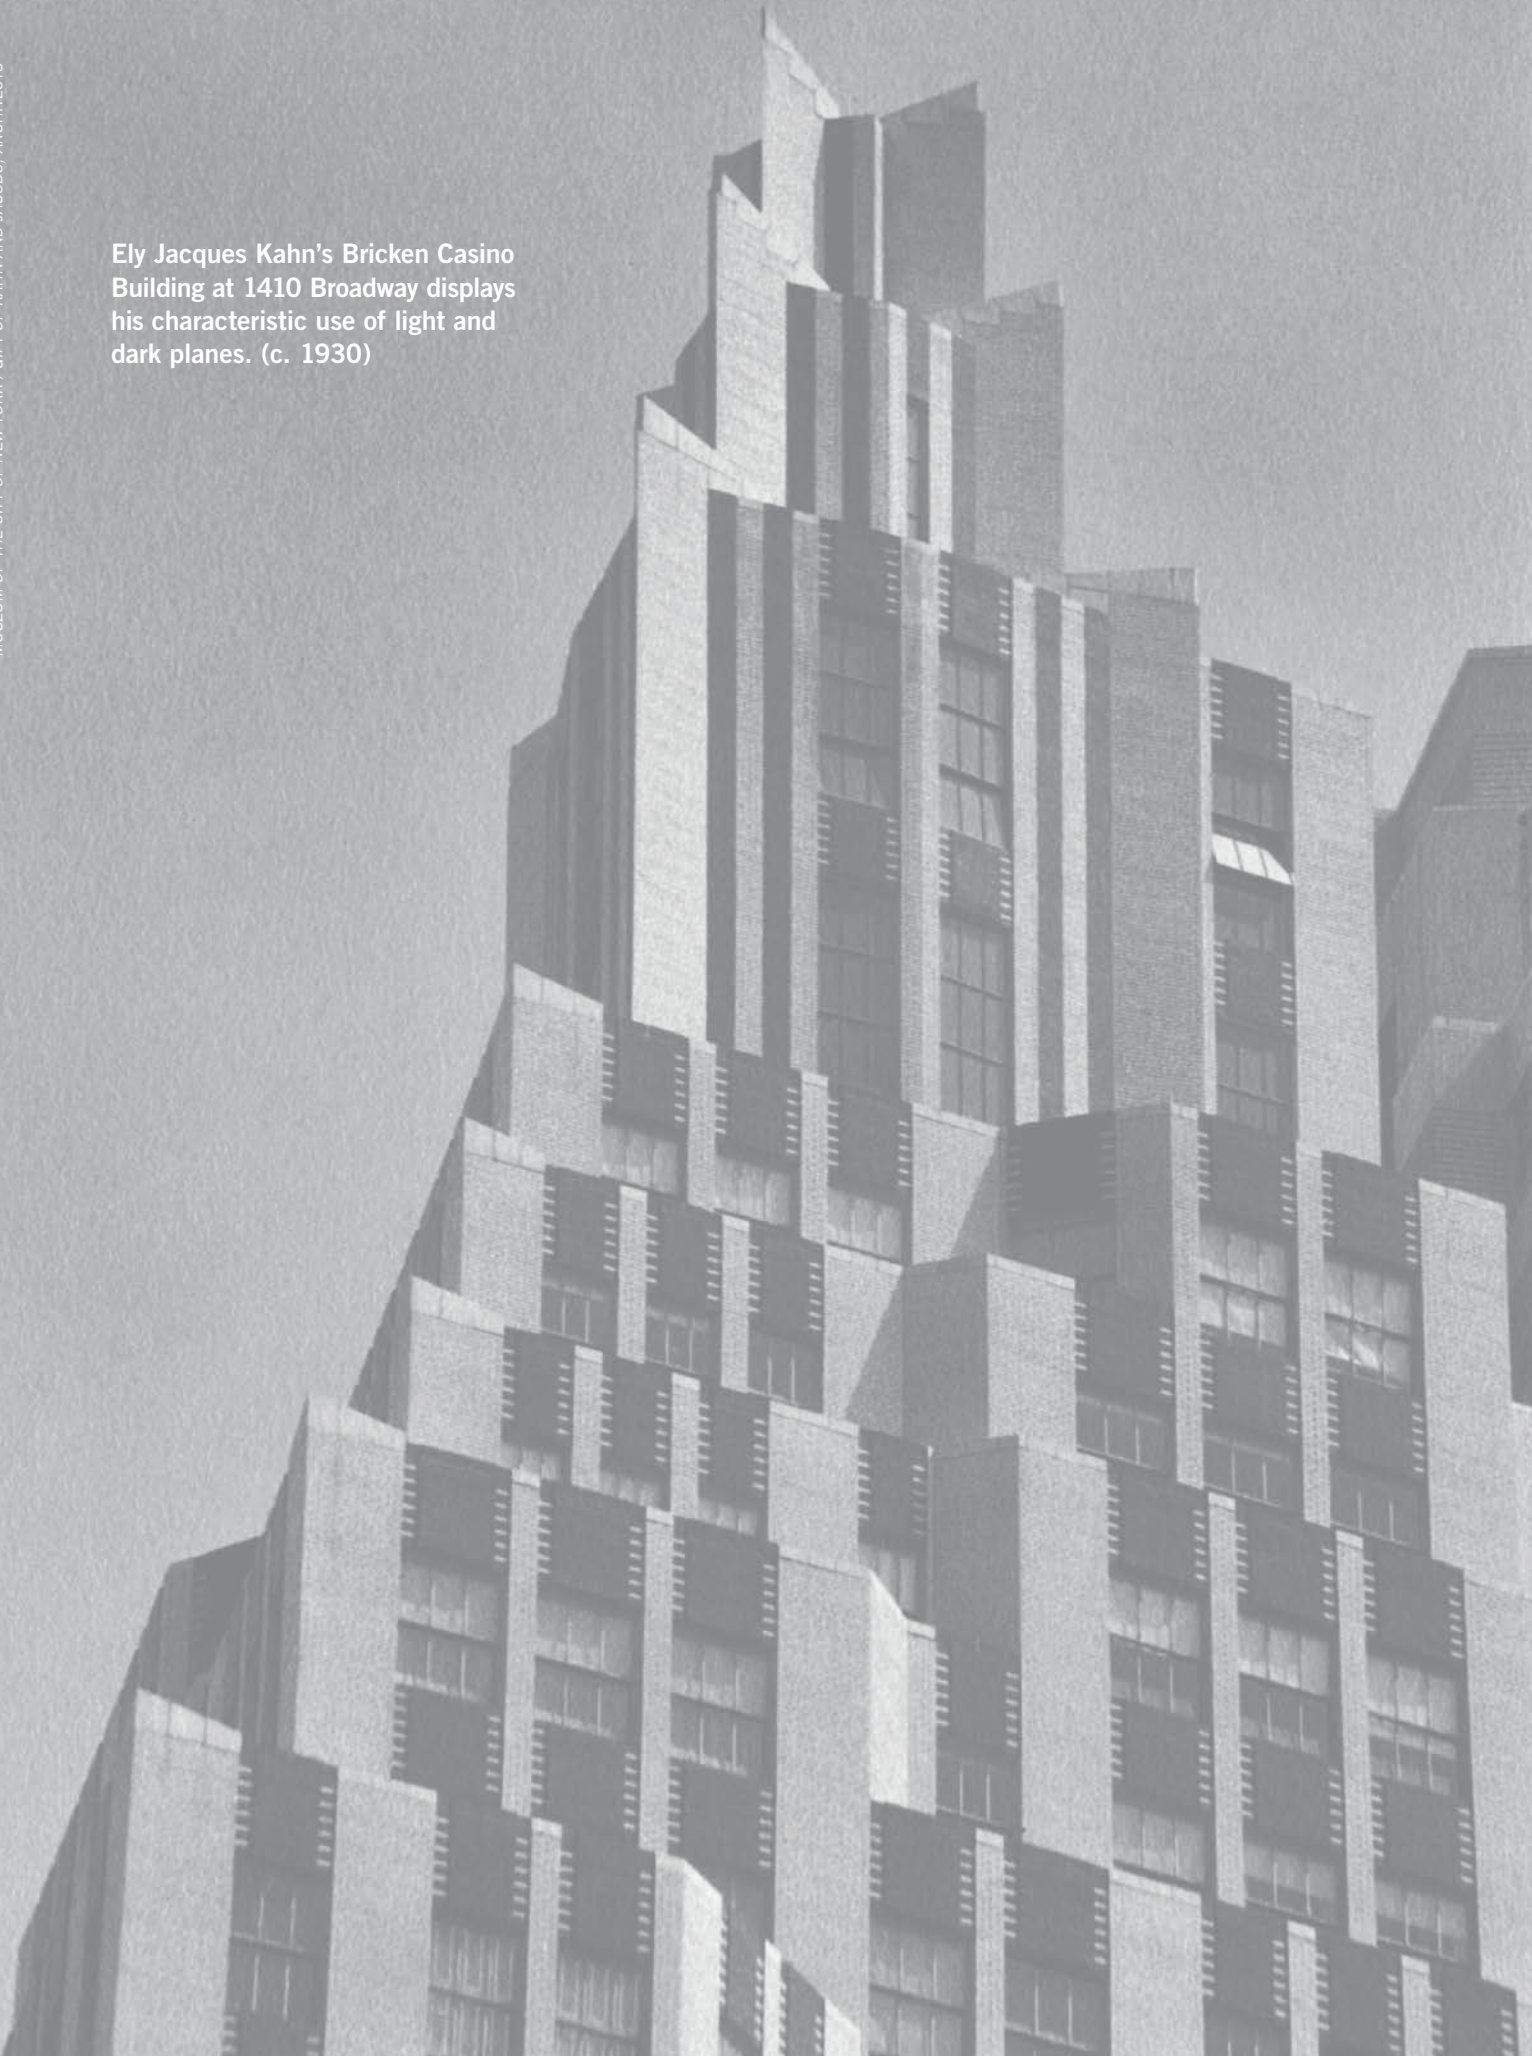 Ely Jacques Kahn’s Bricken Casino
Building at 1410 Broadway displays
his characteristic use of light and
dark planes. (c. 1930)